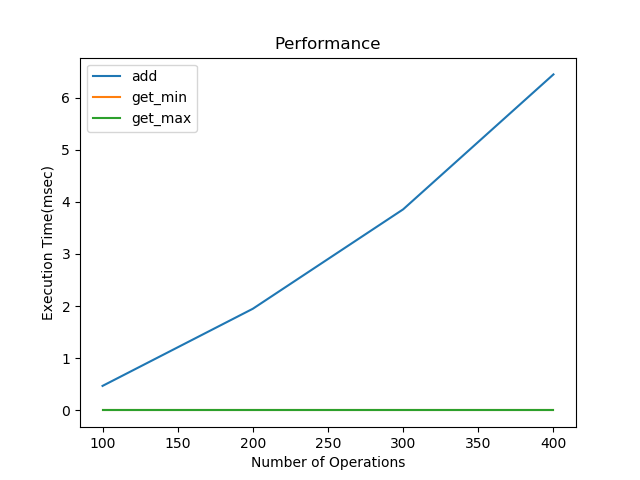 Performance
add
get_min
get_max
Execution Time(msec)
6
5
4
3
2
1
0
100 150 200 250 300 350 400
Number of Operations